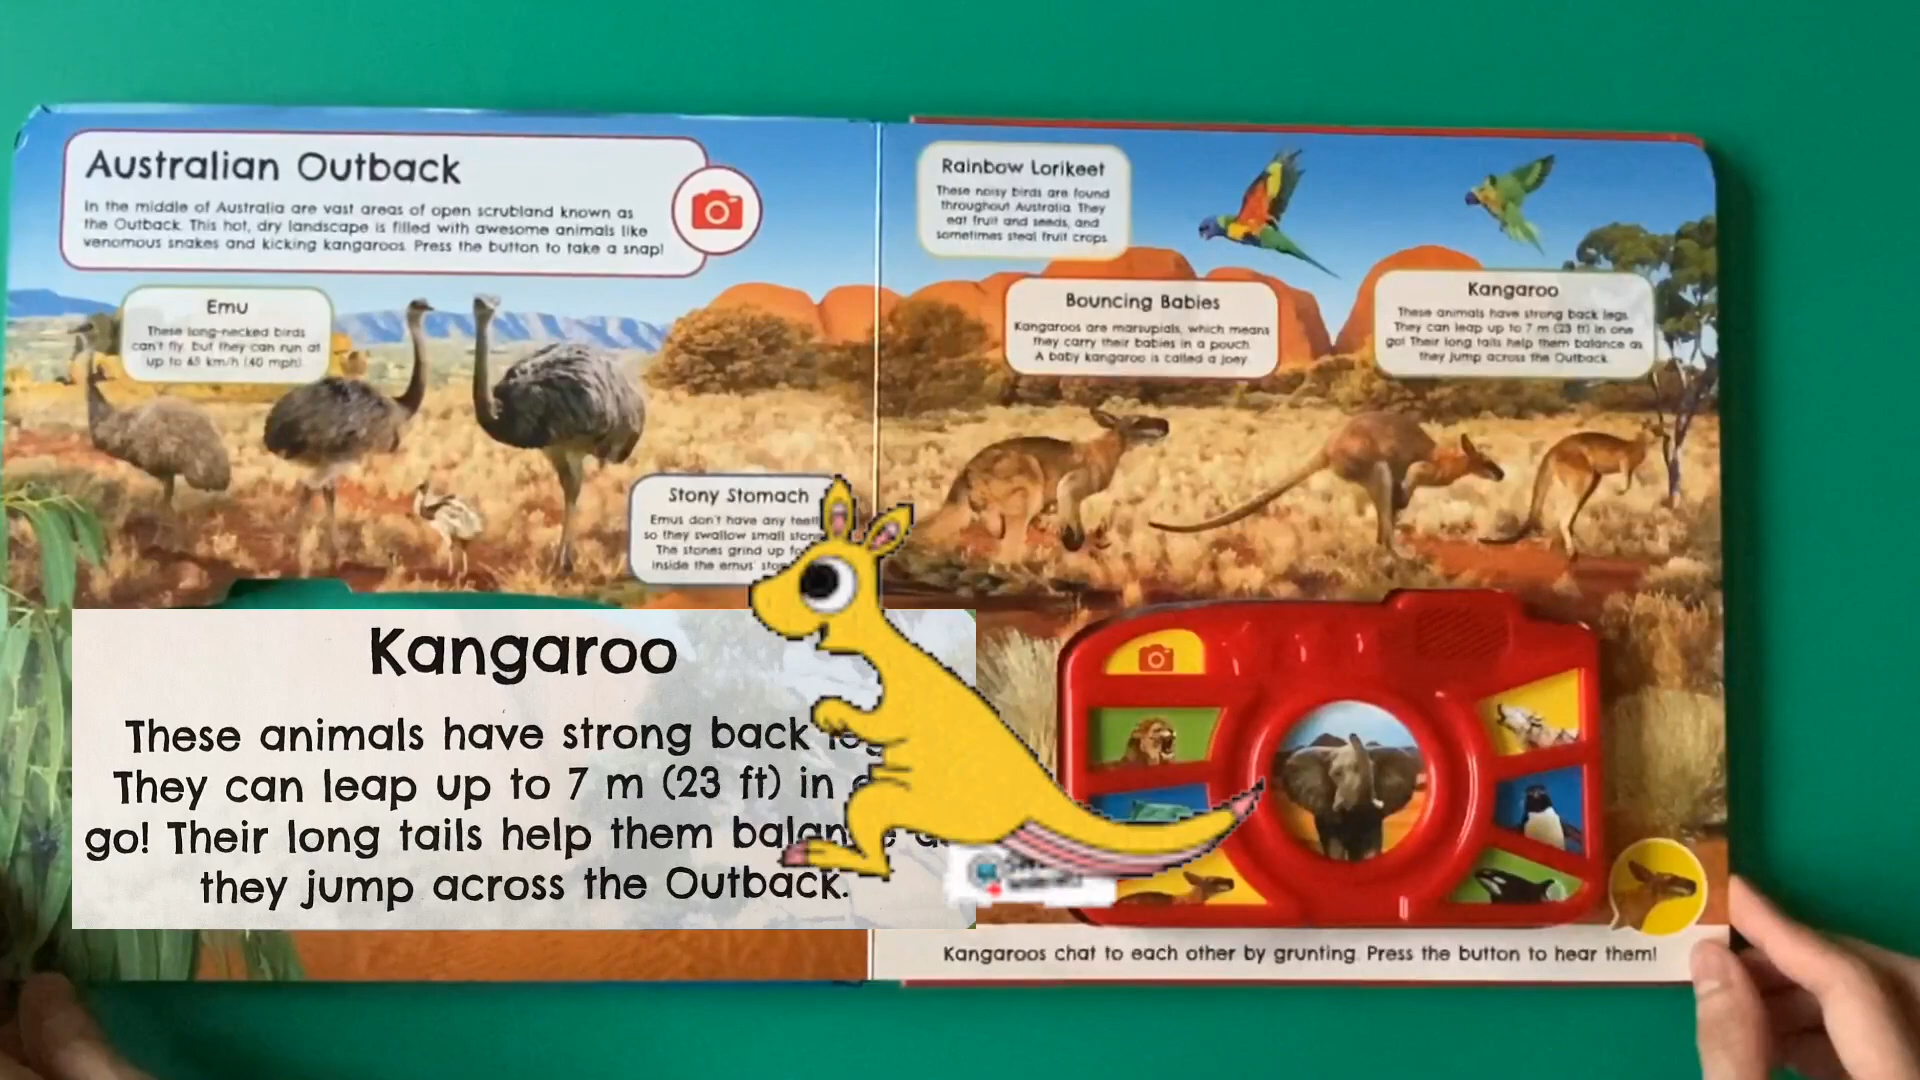 Australian Outback
In the middle of Australia are vast areas of open scrubland known as
the Outback. This hot, dry landscape is filled with awesome animals like
venomous snakes and kicking kangaroos. Press the button to take a snap!
Emu
These long-necked birds
can't fly, but they can run at
up to 65 km/h (40 mph).
Stony Stomach
Emus don't have any
so they swallow small
The stones grind up
inside the emus'
Rainbow Lorikeet
These noisy birds are found
throughout Australia. They
eat fruit and seeds, and
sometimes steal fruit crops.
Bouncing Babies
Kangaroos are marsupials, which means
they carry their babies in a pouch.
A baby kangaroo is called a joey.
Kangaroo
These animals have strong back legs.
They can leap up to 7 m (23 ft) in one
go! Their long tails help them balance as
they jump across the Outback.
Kangaroo
These animals have strong back
They can leap up to 7 m (23 ft) in
go! Their long tails help them balance
they jump across the Outback.
Kangaroos chat to each other by grunting. Press the button to hear them!